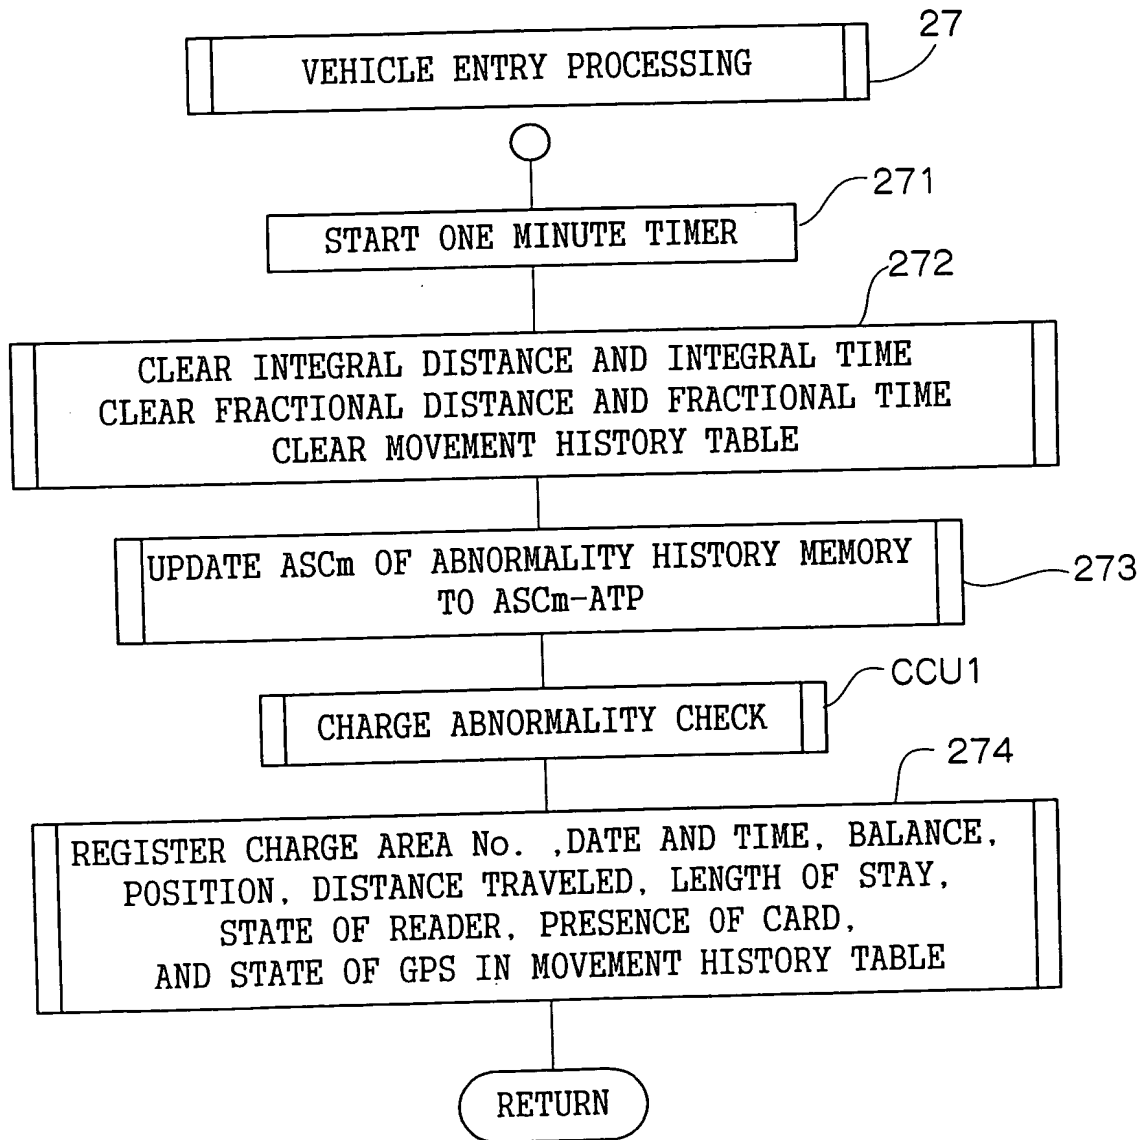 27
VEHICLE ENTRY PROCESSING
271
START ONE MINUTE TIMER
272
CLEAR INTEGRAL DISTANCE AND INTEGRAL TIME
CLEAR FRACTIONAL DISTANCE AND FRACTIONAL TIME
CLEAR MOVEMENT HISTORY TABLE
UPDATE ASCm OF ABNORMALITY HISTORY MEMORY
TO ASCm-ATP
273
CCU1
CHARGE ABNORMALITY CHECK
274
REGISTER CHARGE AREA No. ,DATE AND TIME, BALANCE,
POSITION, DISTANCE TRAVELED, LENGTH OF STAY,
STATE OF READER, PRESENCE OF CARD,
AND STATE OF GPS IN MOVEMENT HISTORY TABLE
RETURN